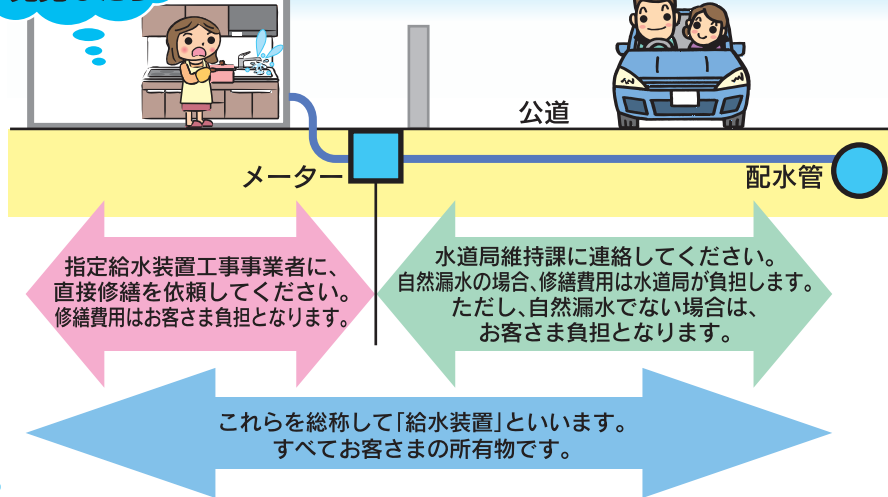 公道
メーター
配水管
指定給水装置工事事業者に、
直接修繕を依頼してください。
修繕費用はお客さま負担となります。
水道局維持課に連絡してください。
自然漏水の場合、修繕費用は水道局が負担します。
ただし、自然漏水でない場合は、
お客さま負担となります。
これらを総称して「給水装置」といいます。
すべてお客さまの所有物です。